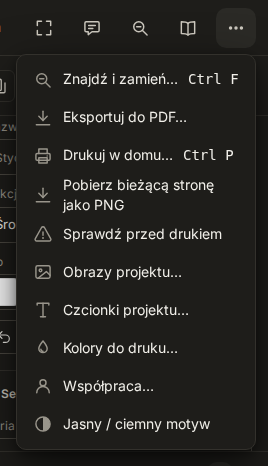 Znajdź i zamień... Ctrl F
Eksportuj do PDF...
Drukuj w domu... Ctrl P
Pobierz bieżącą stronę
jako PNG
Sprawdź przed drukiem
Obrazy projektu...
Czcionki projektu...
Kolory do druku...
Współpraca...
Jasny / ciemny motyw